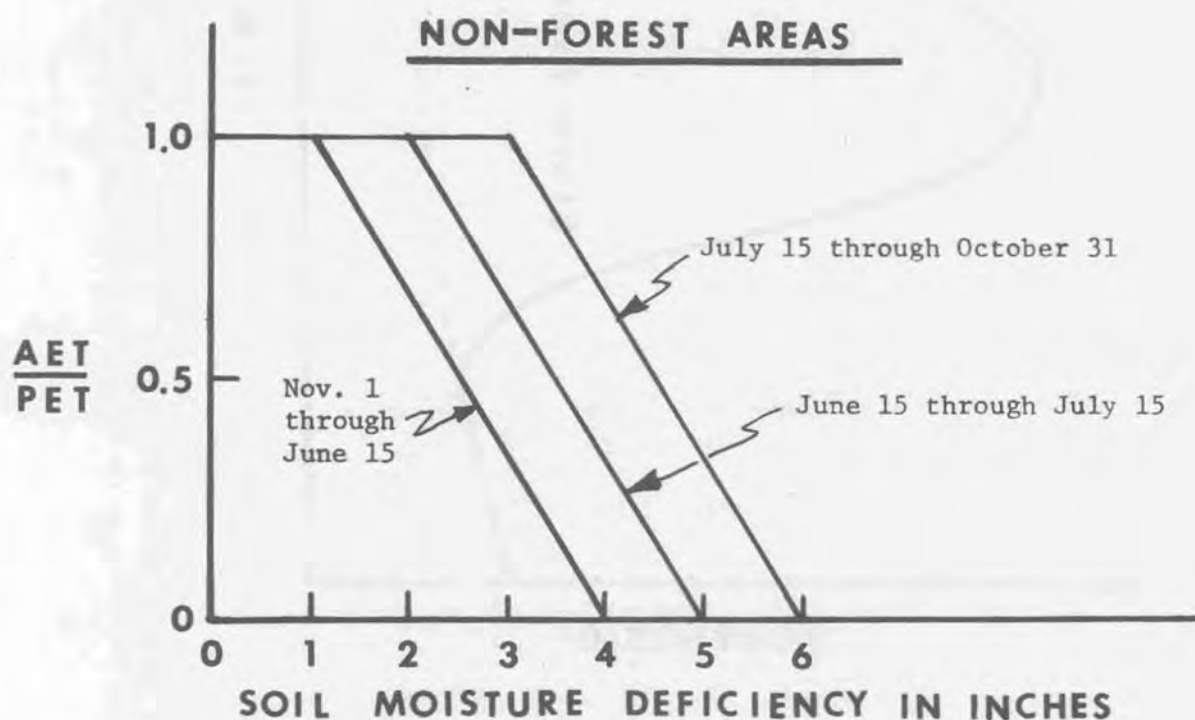 NON-FOREST AREAS
1.0
July 15 through October 31
AET
PET
0.5
Nov. 1
through
June 15
June 15 through July 15
0
0 1 2 3 4 5 6
SOIL MOISTURE DEFICIENCY IN INCHES